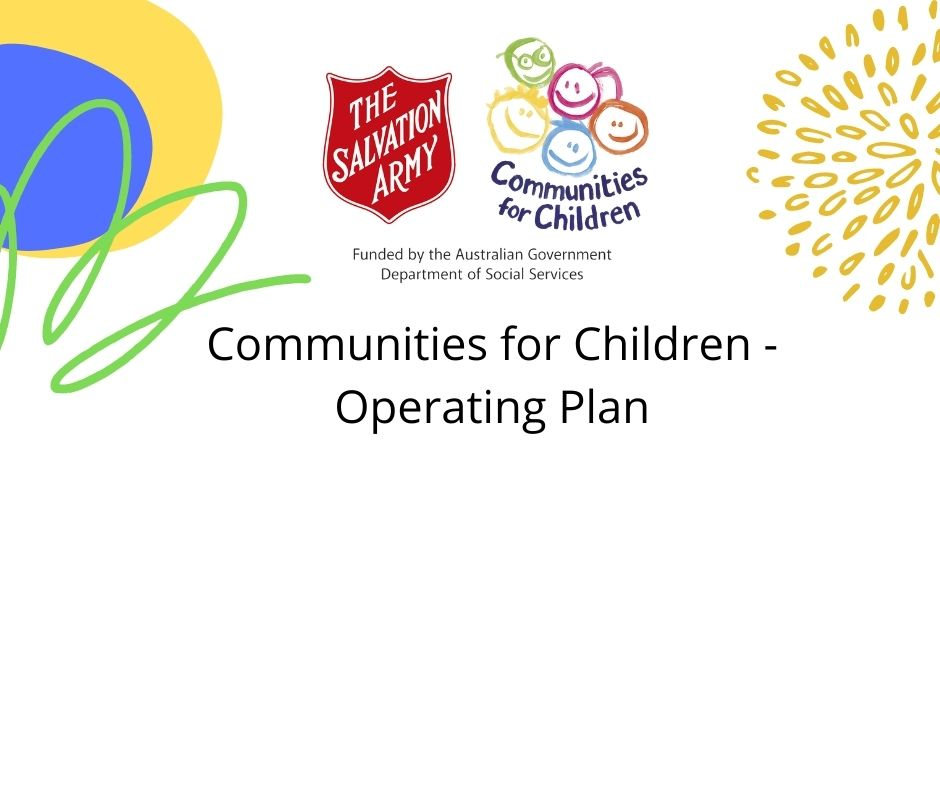 THE
SALVATION
ARMY
Communities
for Children
Funded by the Australian Government
Department of Social Services
Communities for Children -
Operating Plan